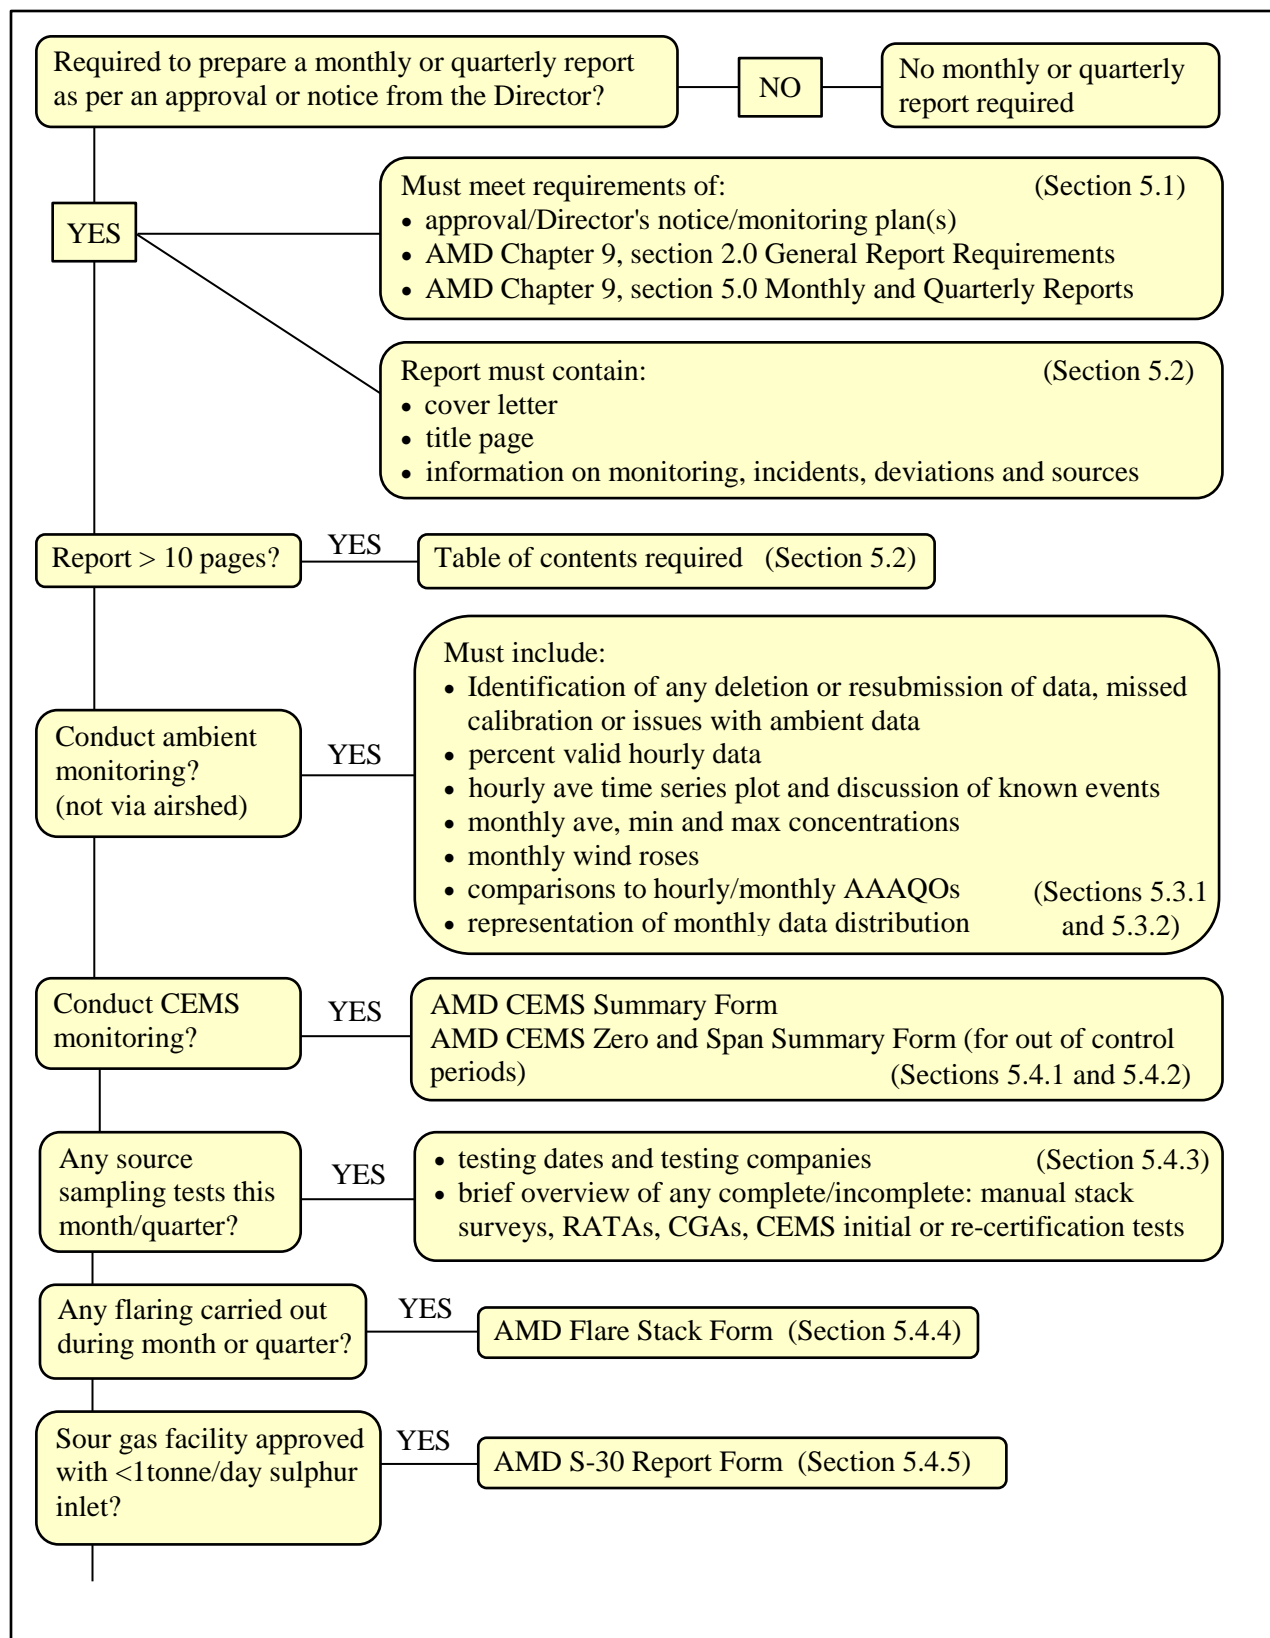 Required to prepare a monthly or quarterly report
as per an approval or notice from the Director?
NO
No monthly or quarterly
report required
YES
Must meet requirements of: (Section 5.1)
• approval/Director's notice/monitoring plan(s)
• AMD Chapter 9, section 2.0 General Report Requirements
• AMD Chapter 9, section 5.0 Monthly and Quarterly Reports
Report must contain: (Section 5.2)
• cover letter
• title page
• information on monitoring, incidents, deviations and sources
Report > 10 pages?
YES
Table of contents required (Section 5.2)
Conduct ambient
monitoring?
(not via airshed)
YES
Must include:
• Identification of any deletion or resubmission of data, missed
calibration or issues with ambient data
• percent valid hourly data
• hourly ave time series plot and discussion of known events
• monthly ave, min and max concentrations
• monthly wind roses
• comparisons to hourly/monthly AAAQOs (Sections 5.3.1
• representation of monthly data distribution and 5.3.2)
Conduct CEMS
monitoring?
YES
AMD CEMS Summary Form
AMD CEMS Zero and Span Summary Form (for out of control
periods) (Sections 5.4.1 and 5.4.2)
Any source
sampling tests this
month/quarter?
YES
• testing dates and testing companies (Section 5.4.3)
• brief overview of any complete/incomplete: manual stack
surveys, RATAs, CGAs, CEMS initial or re-certification tests
Any flaring carried out
during month or quarter?
YES
AMD Flare Stack Form (Section 5.4.4)
Sour gas facility approved
with <1tonne/day sulphur
inlet?
YES
AMD S-30 Report Form (Section 5.4.5)